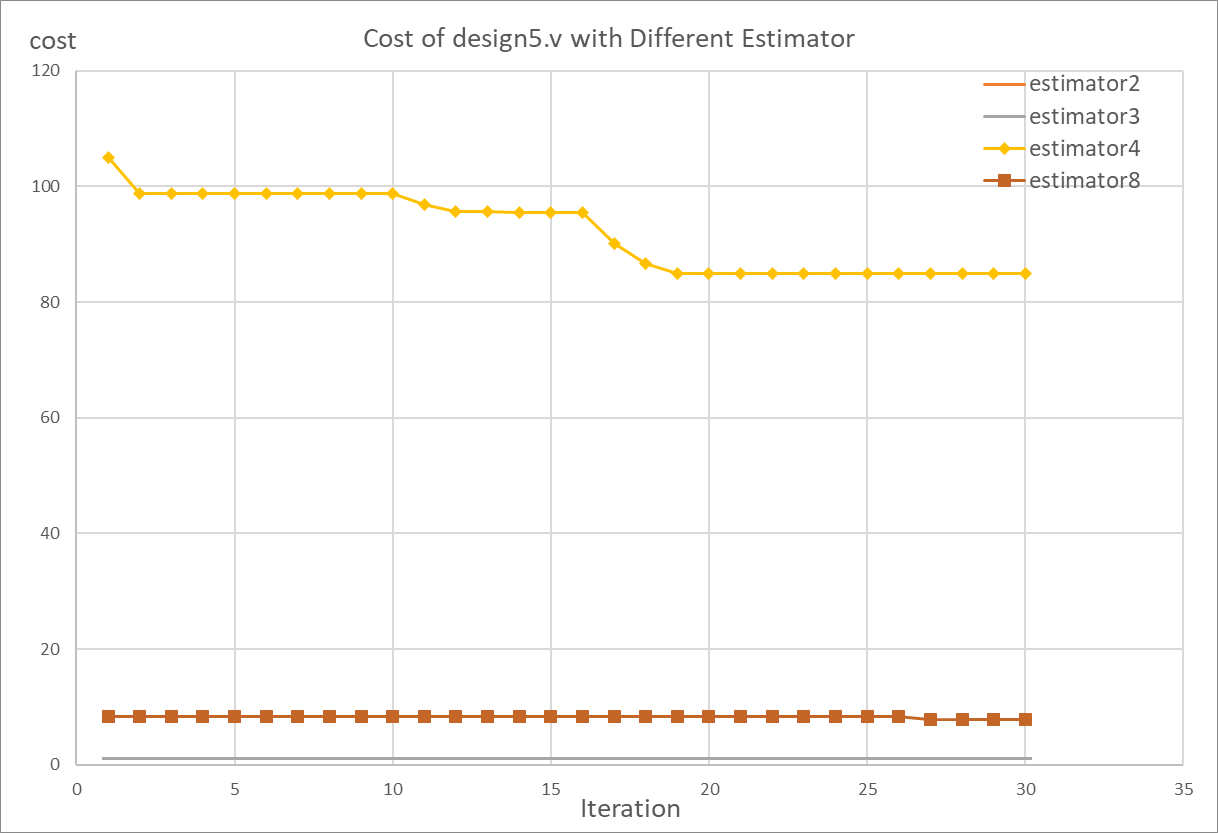 Cost of design5.v with Different Estimator
cost
120
100
80
60
40
20
0
estimator2
estimator3
estimator4
estimator8
0 5 10 15 20 25 30 35
Iteration